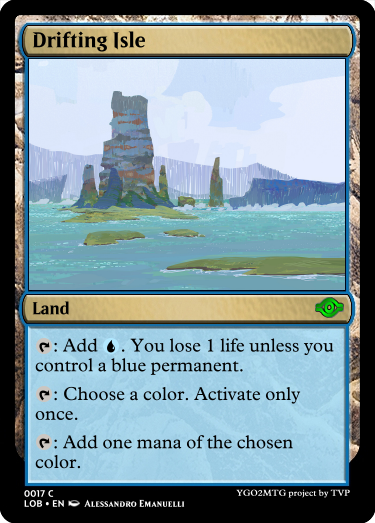 Drifting Isle
Land
: Add . You lose 1 life unless you
control a blue permanent.
: Choose a color. Activate only
once.
: Add one mana of the chosen
color.
0017 C
YGO2MTG project by TVP
LOB • EN Alessandro Emanuelli